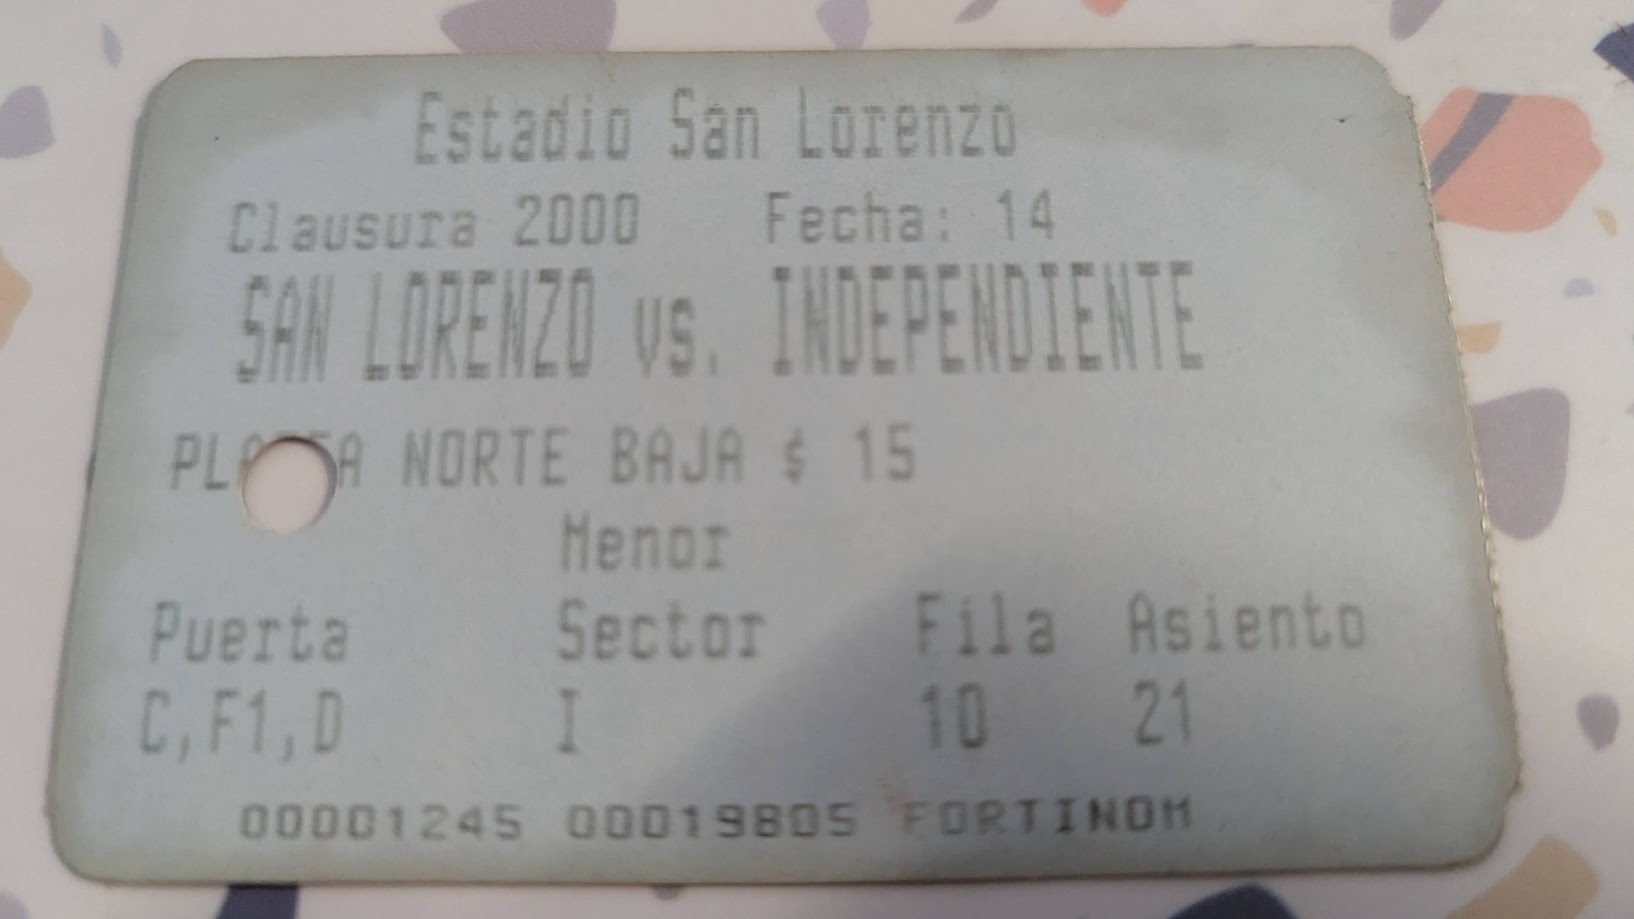 Estadio San Lorenzo
Clausura 2000 Fecha: 14
SAN LORENZO vs. INDEPENDIENTE
NORTE BAJA $ 15
Menor
Puerta Sector Fila Asiento
C,F1,D I 10 21
00001245 00019805 FORTINOM